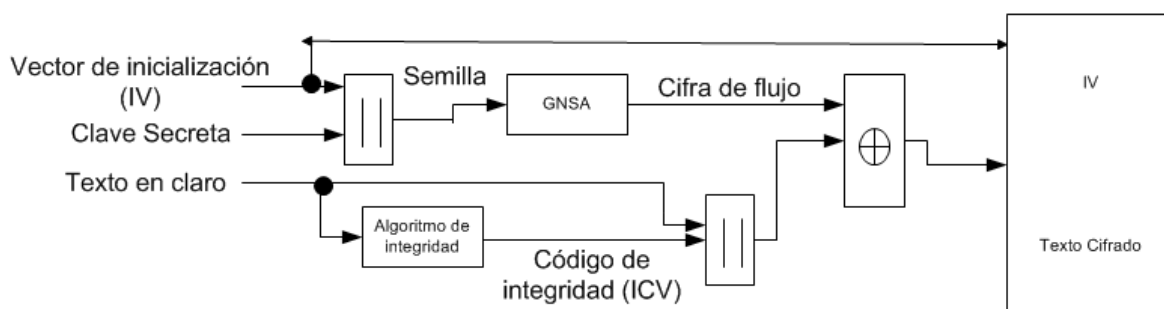 Vector de inicialización
(IV)
Clave Secreta
Texto en claro
Semilla
GNSA
Cifra de flujo
Algoritmo de
integridad
Código de
integridad (ICV)
IV
Texto Cifrado